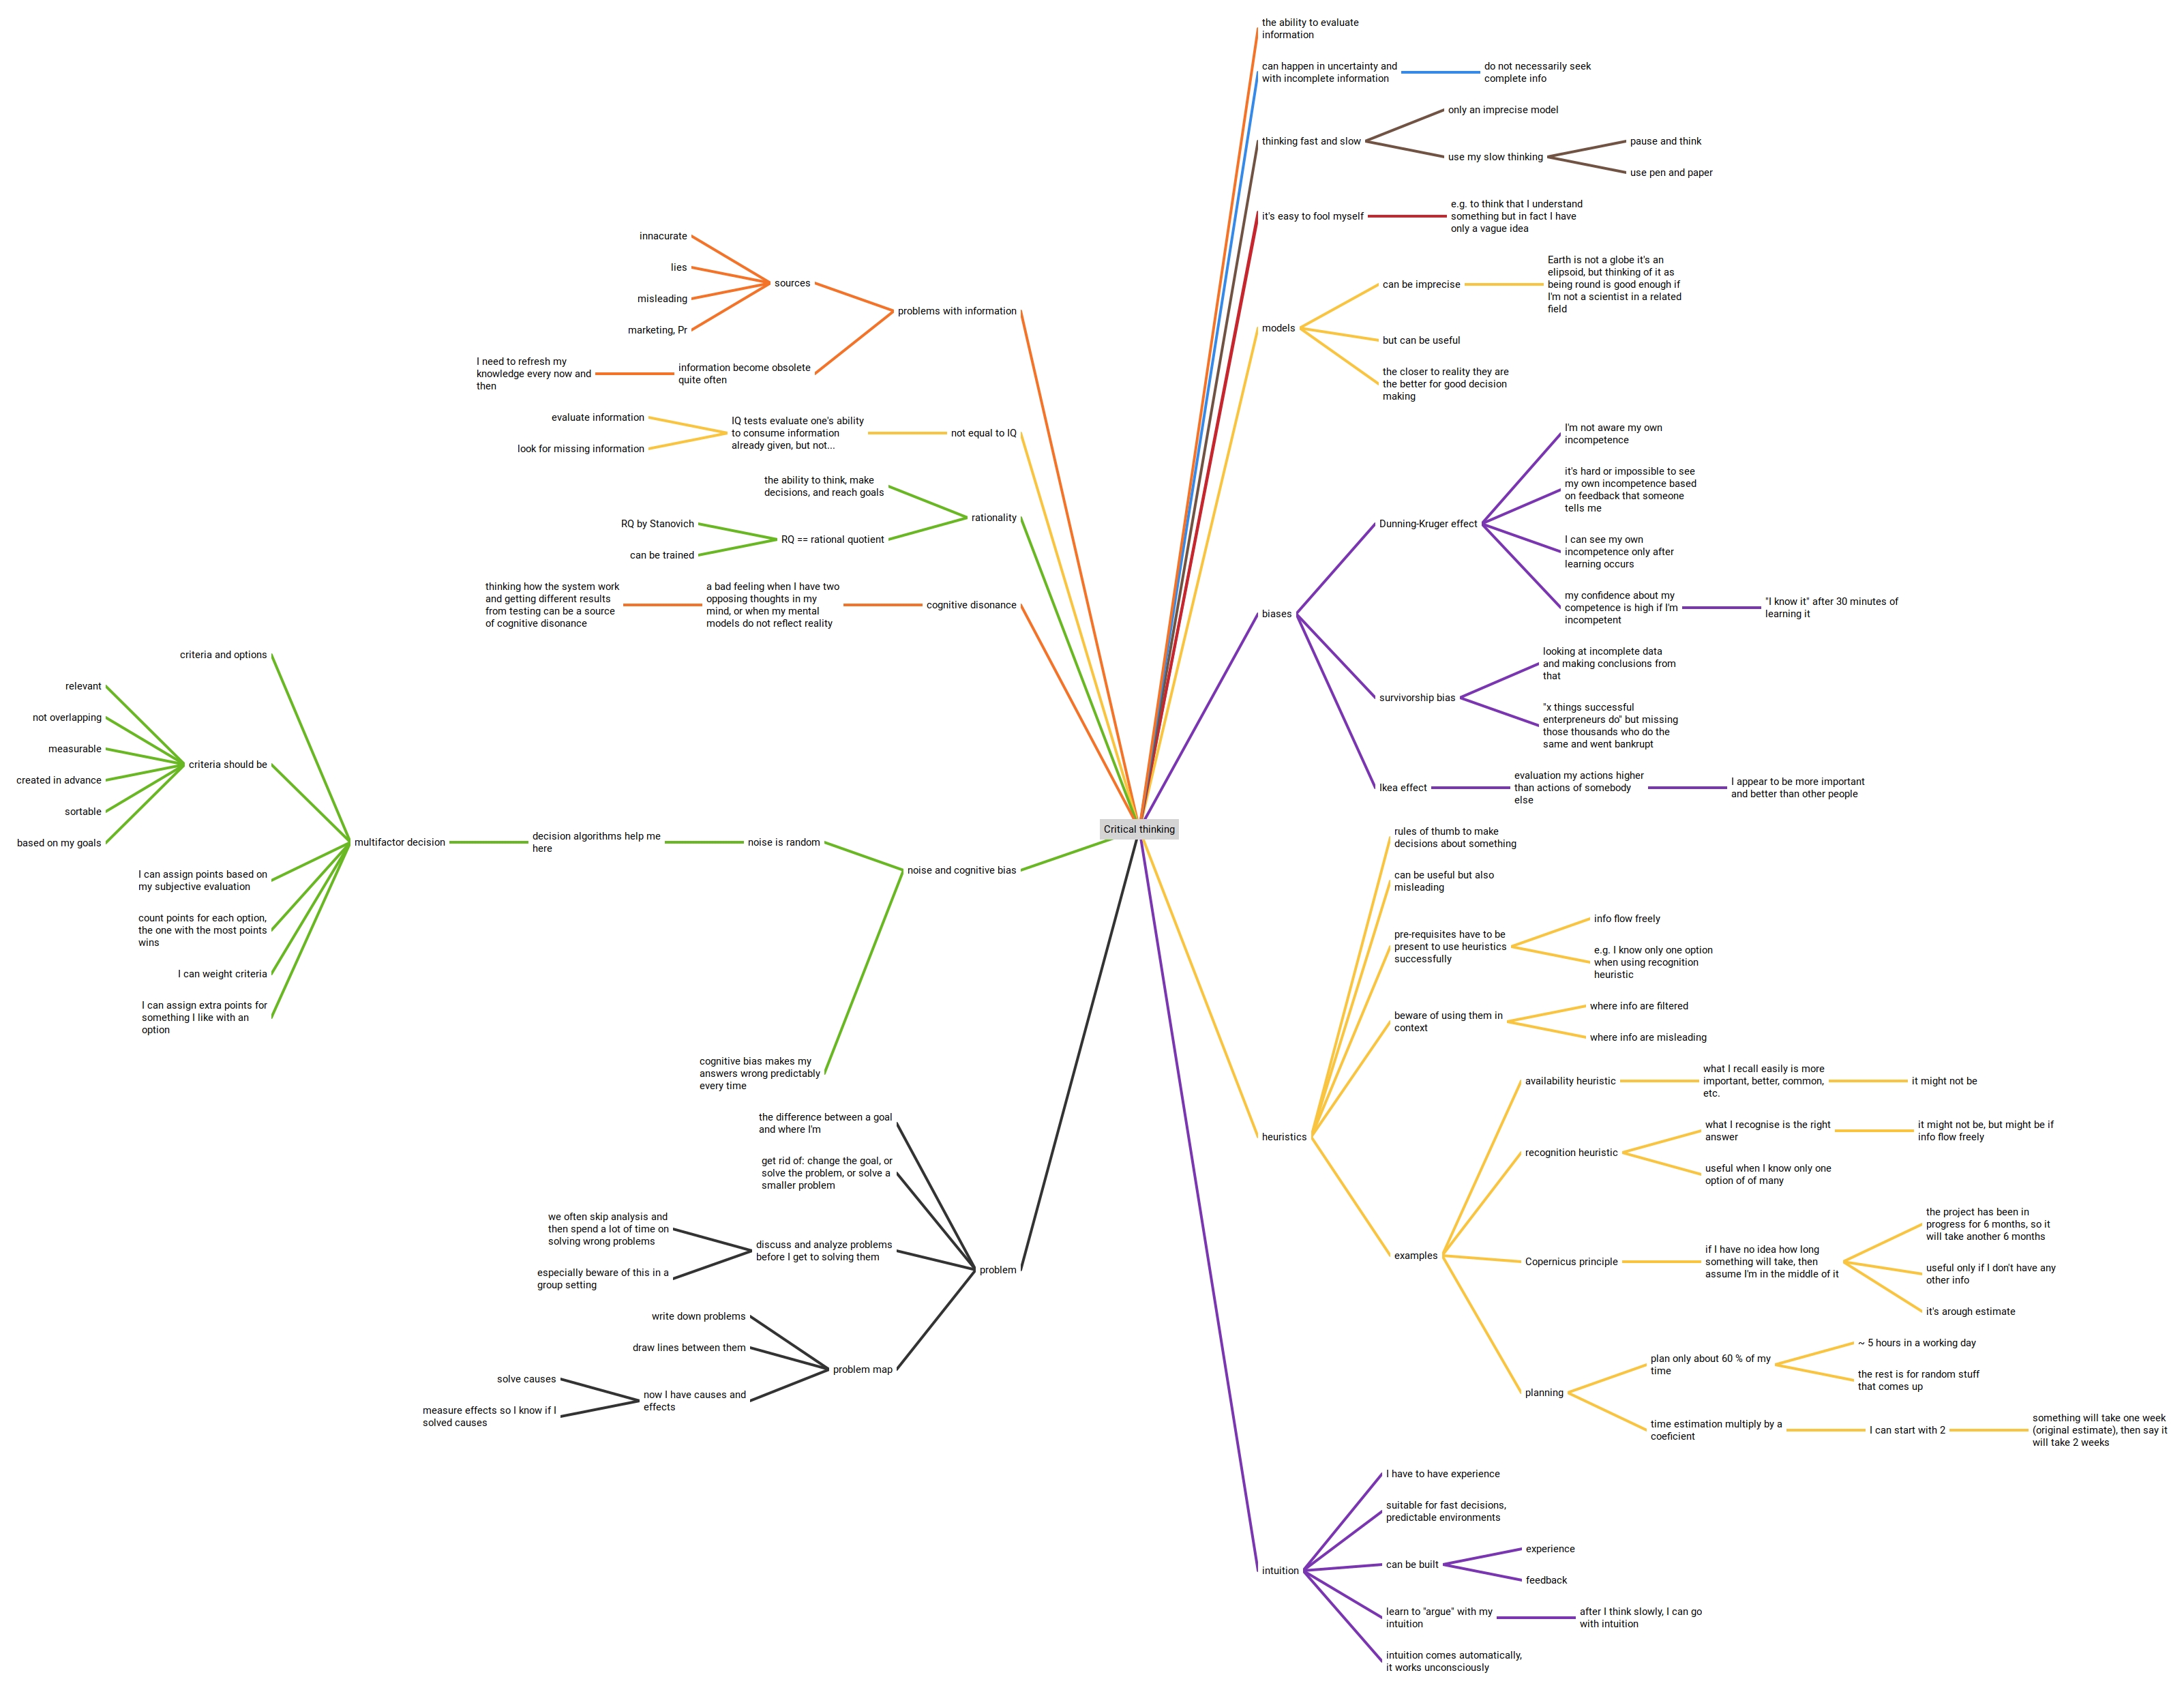 Critical thinking
the ability to evaluate
information
can happen in uncertainty and
with incomplete information
do not necessarily seek
complete info
thinking fast and slow
only an imprecise model
use my slow thinking
pause and think
use pen and paper
it's easy to fool myself
e.g. to think that I understand
something but in fact I have
only a vague idea
models
can be imprecise
Earth is not a globe it's an
elipsoid, but thinking of it as
being round is good enough if
I'm not a scientist in a related
field
but can be useful
the closer to reality they are
the better for good decision
making
biases
Dunning-Kruger effect
I'm not aware my own
incompetence
it's hard or impossible to see
my own incompetence based
on feedback that someone
tells me
I can see my own
incompetence only after
learning occurs
my confidence about my
competence is high if I'm
incompetent
"I know it" after 30 minutes of
learning it
survivorship bias
looking at incomplete data
and making conclusions from
that
"x things successful
enterpreneurs do" but missing
those thousands who do the
same and went bankrupt
Ikea effect
evaluation my actions higher
than actions of somebody
else
I appear to be more important
and better than other people
heuristics
rules of thumb to make
decisions about something
can be useful but also
misleading
pre-requisites have to be
present to use heuristics
successfully
info flow freely
e.g. I know only one option
when using recognition
heuristic
beware of using them in
context
where info are filtered
where info are misleading
examples
availability heuristic
what I recall easily is more
important, better, common,
etc.
it might not be
recognition heuristic
what I recognise is the right
answer
it might not be, but might be if
info flow freely
useful when I know only one
option of of many
Copernicus principle
if I have no idea how long
something will take, then
assume I'm in the middle of it
the project has been in
progress for 6 months, so it
will take another 6 months
useful only if I don't have any
other info
it's arough estimate
planning
plan only about 60 % of my
time
~ 5 hours in a working day
the rest is for random stuff
that comes up
time estimation multiply by a
coeficient
I can start with 2
something will take one week
(original estimate), then say it
will take 2 weeks
intuition
I have to have experience
suitable for fast decisions,
predictable environments
can be built
experience
feedback
learn to "argue" with my
intuition
after I think slowly, I can go
with intuition
intuition comes automatically,
it works unconsciously
problems with information
sources
innacurate
lies
misleading
marketing, Pr
information become obsolete
quite often
I need to refresh my
knowledge every now and
then
not equal to IQ
IQ tests evaluate one's ability
to consume information
already given, but not...
evaluate information
look for missing information
rationality
the ability to think, make
decisions, and reach goals
RQ == rational quotient
RQ by Stanovich
can be trained
cognitive disonance
a bad feeling when I have two
opposing thoughts in my
mind, or when my mental
models do not reflect reality
thinking how the system work
and getting different results
from testing can be a source
of cognitive disonance
noise and cognitive bias
noise is random
decision algorithms help me
here
multifactor decision
criteria and options
criteria should be
relevant
not overlapping
measurable
created in advance
sortable
based on my goals
I can assign points based on
my subjective evaluation
count points for each option,
the one with the most points
wins
I can weight criteria
I can assign extra points for
something I like with an
option
cognitive bias makes my
answers wrong predictably
every time
problem
the difference between a goal
and where I'm
get rid of: change the goal, or
solve the problem, or solve a
smaller problem
discuss and analyze problems
before I get to solving them
we often skip analysis and
then spend a lot of time on
solving wrong problems
especially beware of this in a
group setting
problem map
write down problems
draw lines between them
now I have causes and
effects
solve causes
measure effects so I know if I
solved causes